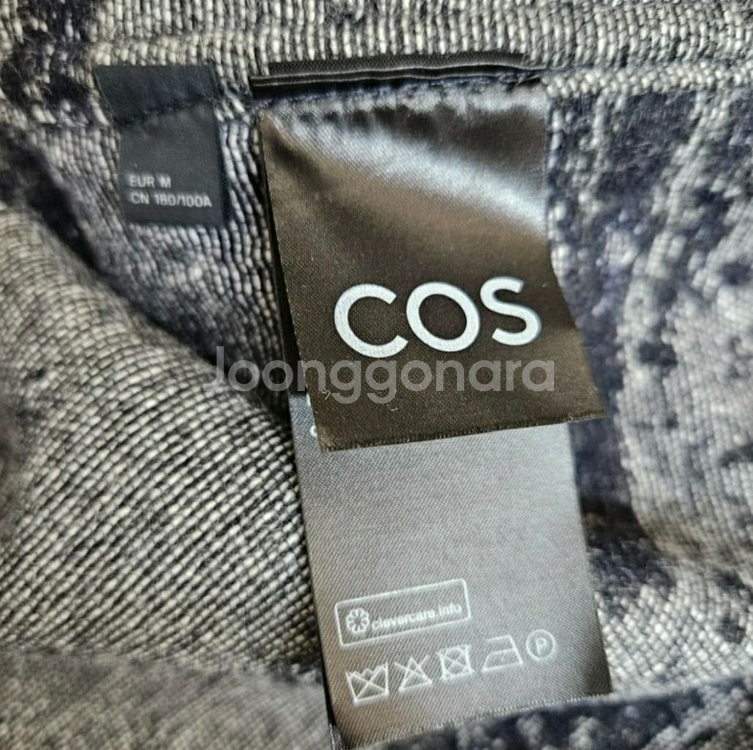 EUR M
CN 180/100A
COS
Joonggonara
clevercare.info
P